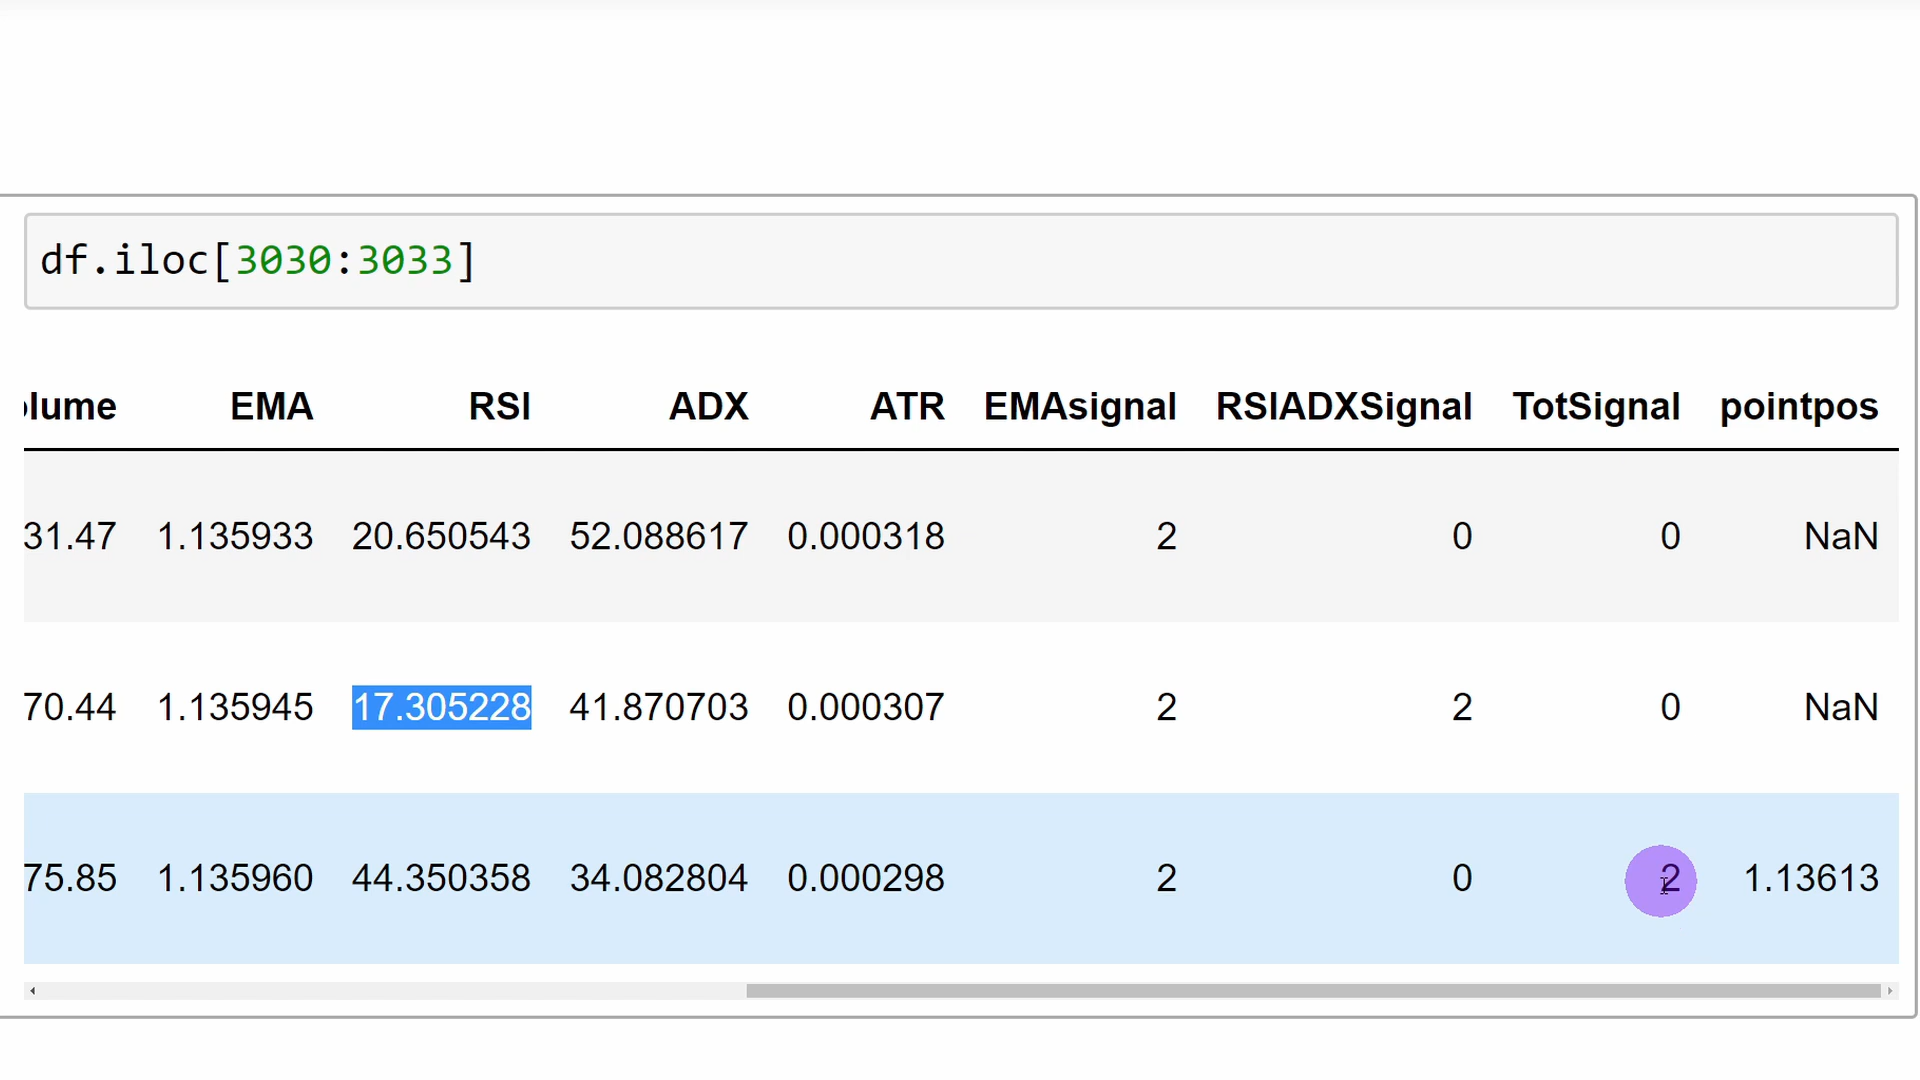 df.iloc[3030:3033]
lume EMA RSI ADX ATR EMAsignal RSIADXSignal TotSignal pointpos
31.47 1.135933 20.650543 52.088617 0.000318 2 0 0 NaN
70.44 1.135945 17.305228 41.870703 0.000307 2 2 0 NaN
75.85 1.135960 44.350358 34.082804 0.000298 2 0 2 1.13613